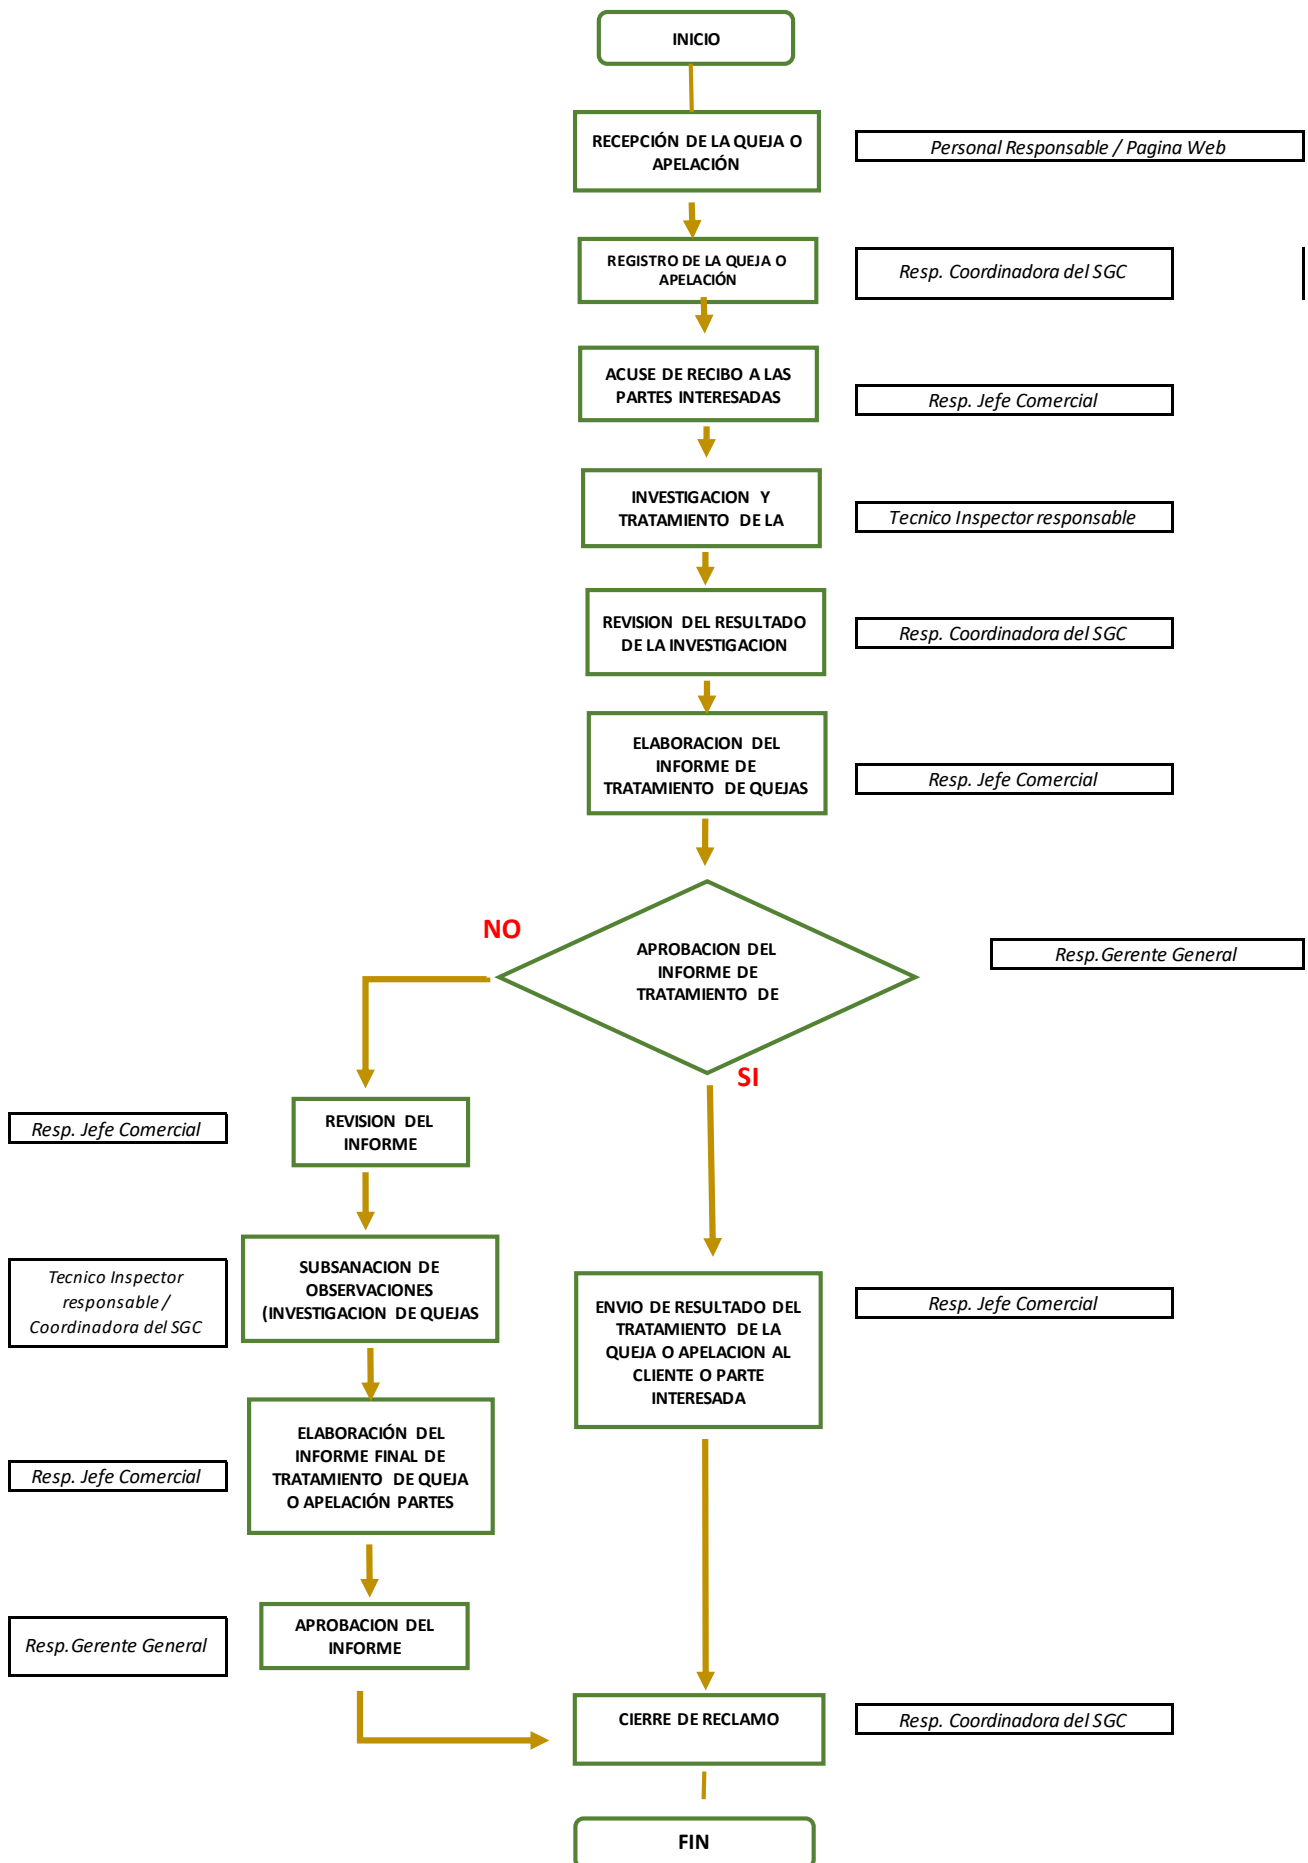 INICIO
RECEPCIÓN DE LA QUEJA O
APELACIÓN
Personal Responsable / Pagina Web
REGISTRO DE LA QUEJA O
APELACIÓN
Resp. Coordinadora del SGC
ACUSE DE RECIBO A LAS
PARTES INTERESADAS
Resp. Jefe Comercial
INVESTIGACION Y
TRATAMIENTO DE LA
Tecnico Inspector responsable
REVISION DEL RESULTADO
DE LA INVESTIGACION
Resp. Coordinadora del SGC
ELABORACION DEL
INFORME DE
TRATAMIENTO DE QUEJAS
Resp. Jefe Comercial
NO
APROBACION DEL
INFORME DE
TRATAMIENTO DE
Resp.Gerente General
SI
Resp. Jefe Comercial
REVISION DEL
INFORME
Tecnico Inspector
responsable /
Coordinadora del SGC
SUBSANACION DE
OBSERVACIONES
(INVESTIGACION DE QUEJAS
ENVIO DE RESULTADO DEL
TRATAMIENTO DE LA
QUEJA O APELACION AL
CLIENTE O PARTE
INTERESADA
Resp. Jefe Comercial
Resp. Jefe Comercial
ELABORACIÓN DEL
INFORME FINAL DE
TRATAMIENTO DE QUEJA
O APELACIÓN PARTES
Resp.Gerente General
APROBACION DEL
INFORME
CIERRE DE RECLAMO
Resp. Coordinadora del SGC
FIN